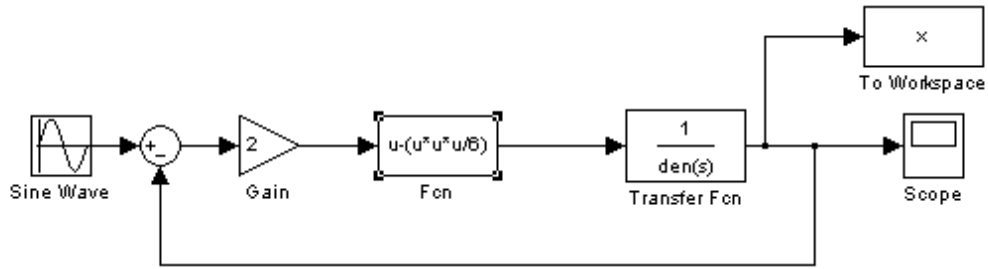 x
To Workspace
+
-
2
u-(u*u*u/6)
1
den(s)
Sine Wave
Gain
Fcn
Transfer Fcn
Scope